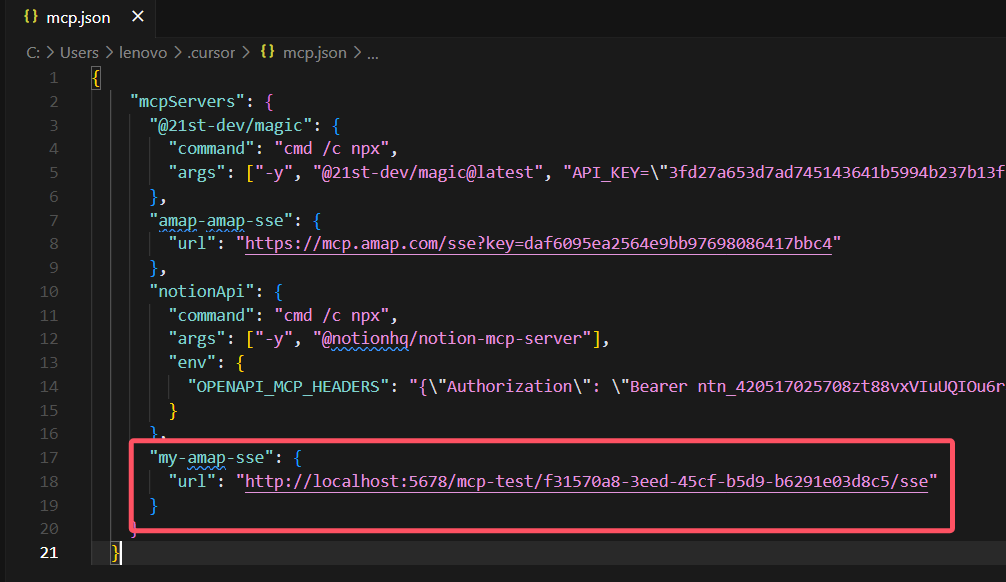 {} mcp.json ×
C: > Users > lenovo > .cursor > {} mcp.json > ...
1 {
2 "mcpServers": {
3 "@21st-dev/magic": {
4 "command": "cmd /c npx",
5 "args": ["-y", "@21st-dev/magic@latest", "API_KEY=\"3fd27a653d7ad745143641b5994b237b13f
6 },
7 "amap-amap-sse": {
8 "url": "https://mcp.amap.com/sse?key=daf6095ea2564e9bb97698086417bbc4"
9 },
10 "notionApi": {
11 "command": "cmd /c npx",
12 "args": ["-y", "@notionhq/notion-mcp-server"],
13 "env": {
14 "OPENAPI_MCP_HEADERS": "{\"Authorization\": \"Bearer ntn_420517025708zt88vxVIuUQIOu6r
15 }
16 },
17 "my-amap-sse": {
18 "url": "http://localhost:5678/mcp-test/f31570a8-3eed-45cf-b5d9-b6291e03d8c5/sse"
19 }
20 }
21 }